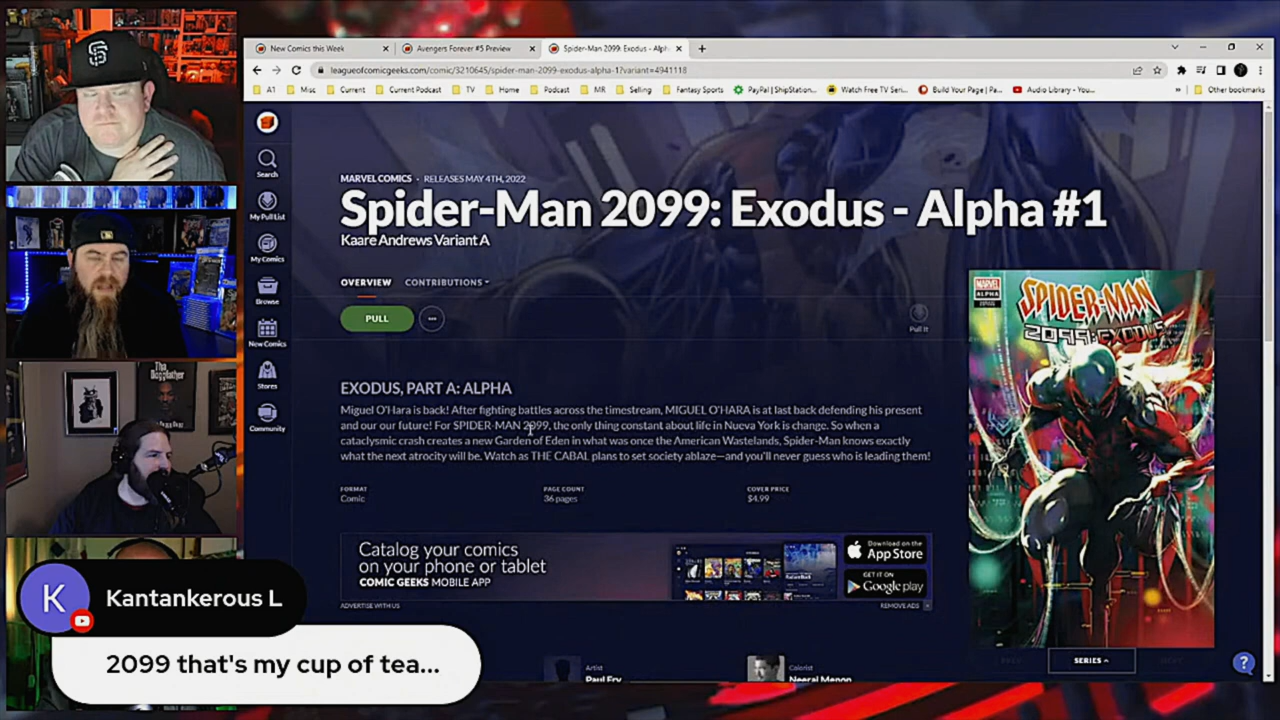 New Comics this Week
Avengers Forever #5 Preview
Spider-Man 2099: Exodus - Alph
leagueofcomicgeeks.com/comic/3210645/spider-man-2099-exodus-alpha-1?variant=4941118
A1
Misc
Current
Current Podcast
TV
Home
Podcast
MR
Selling
Fantasy Sports
PayPal | ShipStation...
Watch Free TV Seri...
Build Your Page | Pa...
Audio Library - You...
Other bookmarks
Search
My Pull List
My Comics
Browse
New Comics
Stores
Community
MARVEL COMICS · RELEASES MAY 4TH, 2022
Spider-Man 2099: Exodus - Alpha #1
Kaare Andrews Variant A
OVERVIEW CONTRIBUTIONS
PULL
Pull It
EXODUS, PART A: ALPHA
Miguel O'Hara is back! After fighting battles across the timestream, MIGUEL O'HARA is at last back defending his present
and our our future! For SPIDER-MAN 2099, the only thing constant about life in Nueva York is change. So when a
cataclysmic crash creates a new Garden of Eden in what was once the American Wastelands, Spider-Man knows exactly
what the next atrocity will be. Watch as THE CABAL plans to set society ablaze—and you'll never guess who is leading them!
FORMAT
Comic
PAGE COUNT
36 pages
COVER PRICE
$4.99
Catalog your comics
on your phone or tablet
COMIC GEEKS MOBILE APP
Download on the
App Store
GET IT ON
Google play
ADVERTISE WITH US
REMOVE ADS
Artist
Paul Fry
Colorist
Neeraj Menon
MARVEL
ALPHA
SPIDER-MAN
2099: EXODUS
SERIES
?
SF
The
Doggfather
K
Kantankerous L
2099 that's my cup of tea...